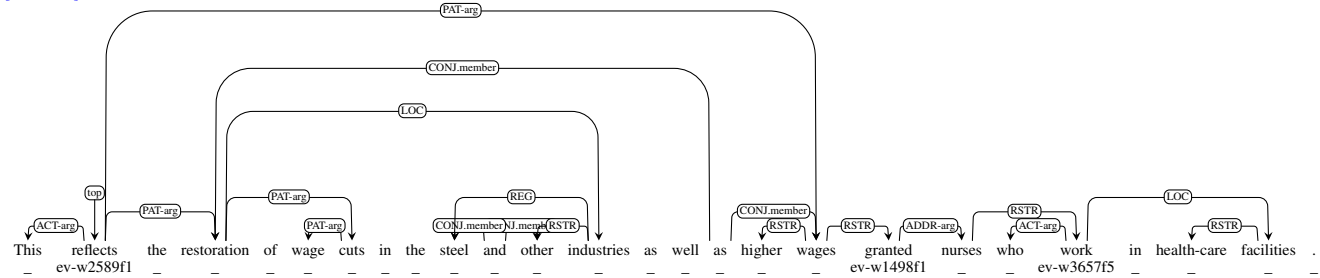 PAT-arg
CONJ.member
LOC
top
PAT-arg PAT-arg REG LOC
ACT-arg PAT-arg CONJ.member RSTR CONJ.member RSTR RSTR ADDR-arg RSTR ACT-arg RSTR
This reflects the restoration of wage cuts in the steel and other industries as well as higher wages granted nurses who work in health-care facilities .
_ ev-w2589f1 _ _ _ _ _ _ _ _ _ _ _ _ _ _ _ _ ev-w1498f1 _ _ ev-w3657f5 _ _ _ _